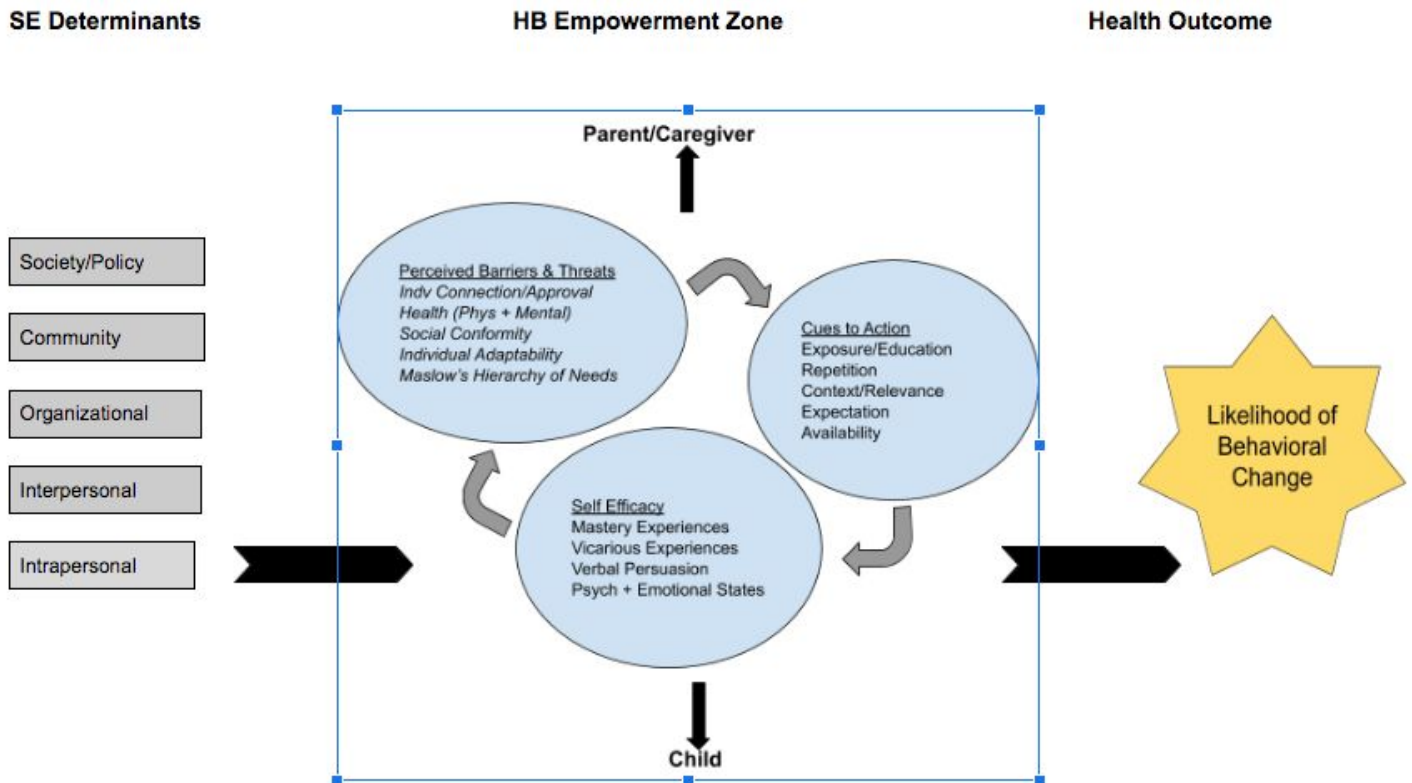 SE Determinants
HB Empowerment Zone
Health Outcome
Society/Policy
Community
Organizational
Interpersonal
Intrapersonal
Parent/Caregiver
Perceived Barriers & Threats
Indv Connection/Approval
Health (Phys + Mental)
Social Conformity
Individual Adaptability
Maslow's Hierarchy of Needs
Cues to Action
Exposure/Education
Repetition
Context/Relevance
Expectation
Availability
Self Efficacy
Mastery Experiences
Vicarious Experiences
Verbal Persuasion
Psych + Emotional States
Child
Likelihood of
Behavioral
Change